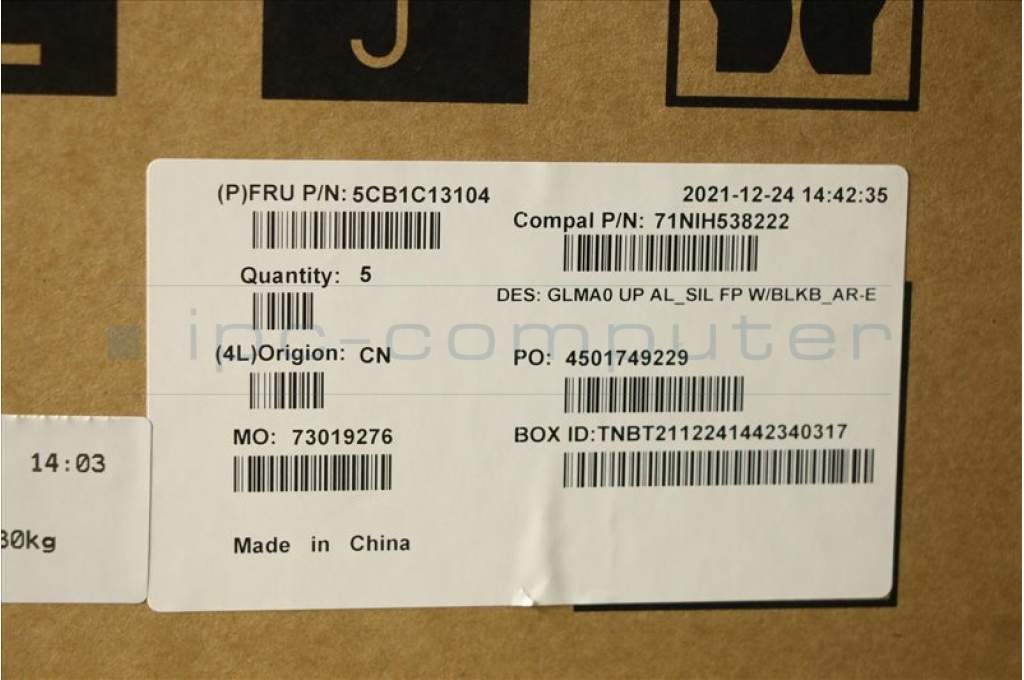 (P)FRU P/N: 5CB1C13104
2021-12-24 14:42:35
Compal P/N: 71NIH538222
Quantity: 5
DES: GLMA0 UP AL_SIL FP W/BLKB_AR-E
ipc-computer
(4L)Origion: CN
PO: 4501749229
MO: 73019276
BOX ID:TNBT2112241442340317
14:03
30kg
Made in China